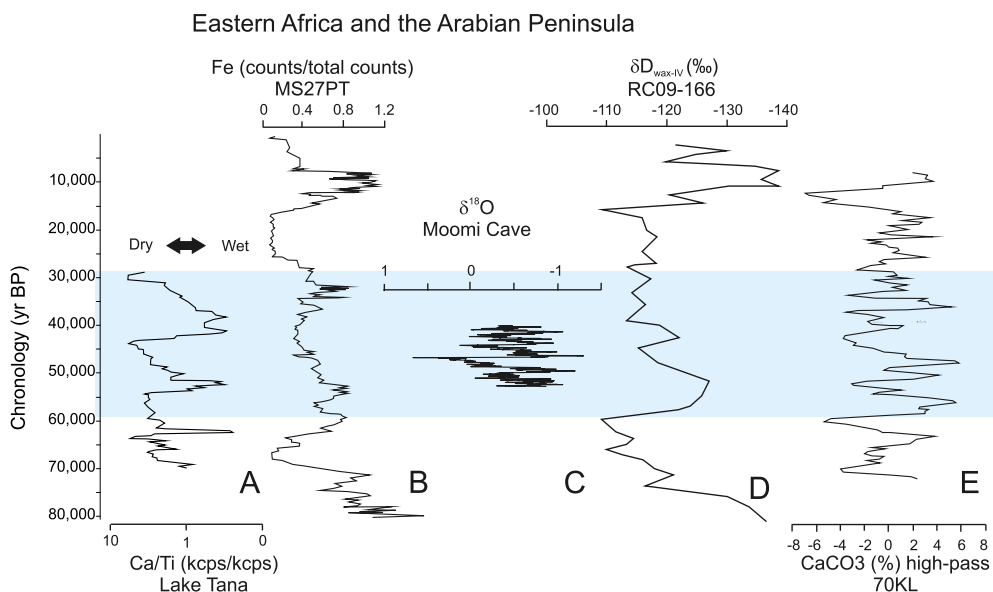 Eastern Africa and the Arabian Peninsula
Fe (counts/total counts)
MS27PT
0 0.4 0.8 1.2
δD wax-IV (‰)
RC09-166
-100 -110 -120 -130 -140
δ18O
Moomi Cave
1 0 -1
Dry Wet
Chronology (yr BP)
10,000
20,000
30,000
40,000
50,000
60,000
70,000
80,000
A B C D E
10 1 0
Ca/Ti (kcps/kcps)
Lake Tana
-8 -6 -4 -2 0 2 4 6 8
CaCO3 (%) high-pass
70KL